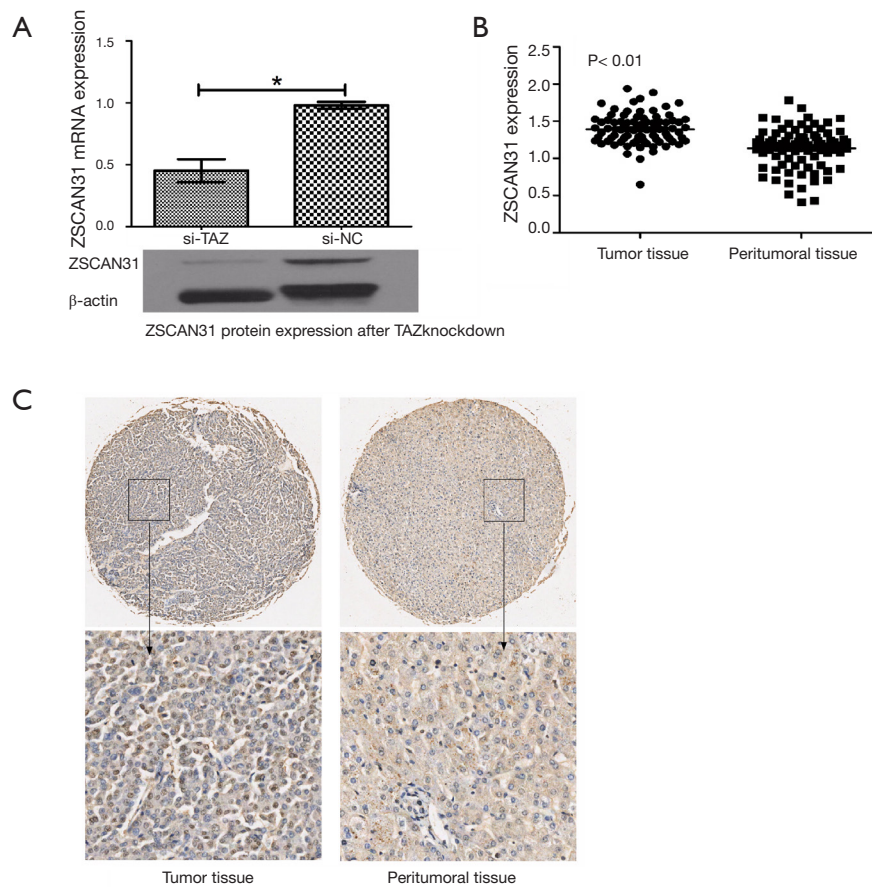 A
ZSCAN31 mRNA expression
1.5
1.0
0.5
0.0
*
si-TAZ
si-NC
ZSCAN31
β-actin
ZSCAN31 protein expression after TAZknockdown
B
ZSCAN31 expression
2.5
2.0
1.5
1.0
0.5
0.0
P< 0.01
Tumor tissue
Peritumoral tissue
C
Tumor tissue
Peritumoral tissue